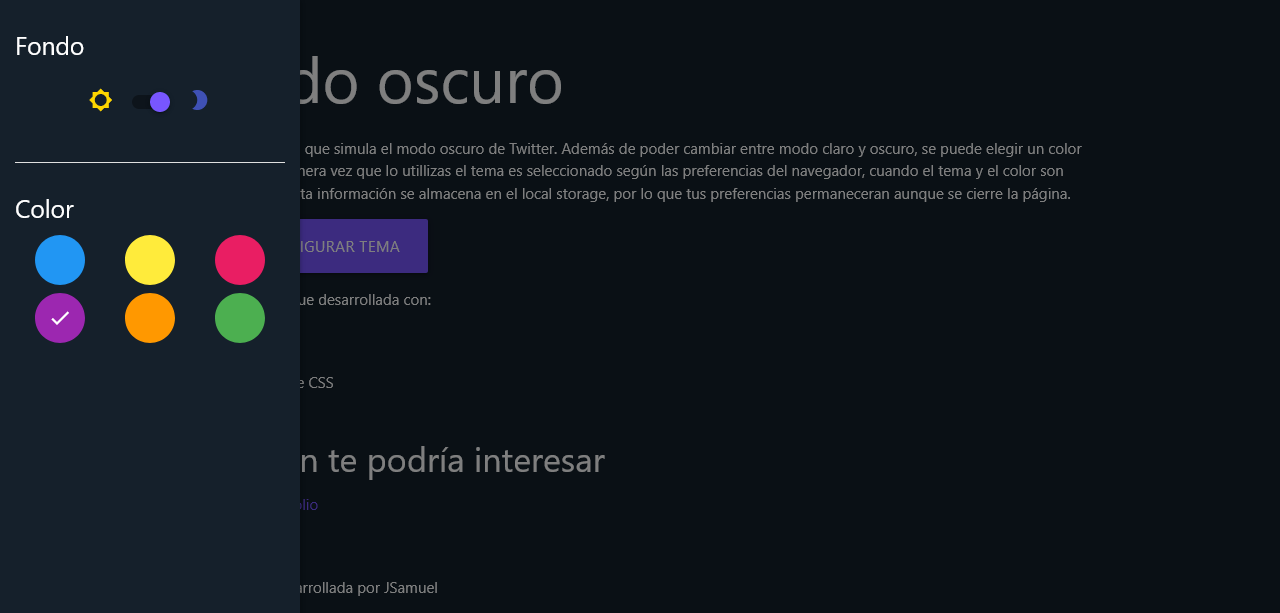 Fondo
Color
do oscuro
que simula el modo oscuro de Twitter. Además de poder cambiar entre modo claro y oscuro, se puede elegir un color
vez que lo utillizas el tema es seleccionado según las preferencias del navegador, cuando el tema y el color son
información se almacena en el local storage, por lo que tus preferencias permaneceran aunque se cierre la página.
IGURAR TEMA
ue desarrollada con:
e CSS
n te podría interesar
olio
rrollada por JSamuel